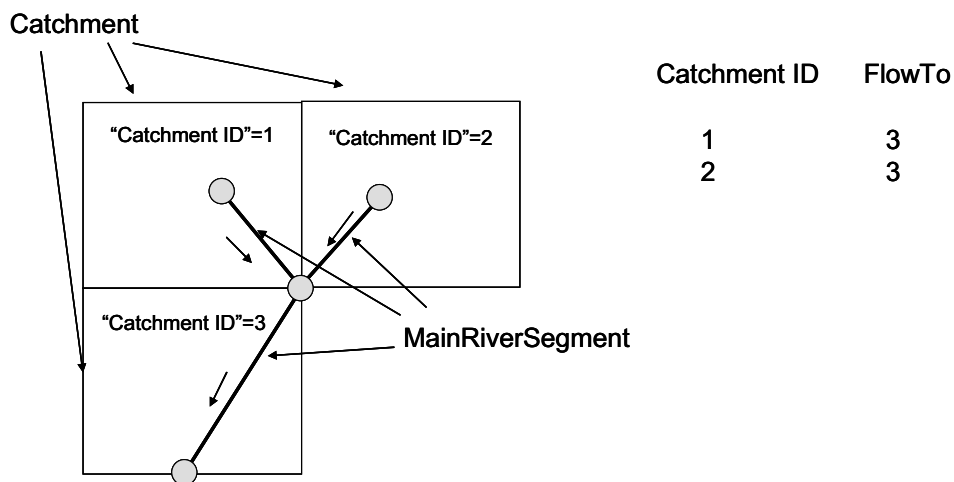 Catchment
Catchment ID FlowTo
“Catchment ID”=1
“Catchment ID”=2
1 3
2 3
“Catchment ID”=3
MainRiverSegment